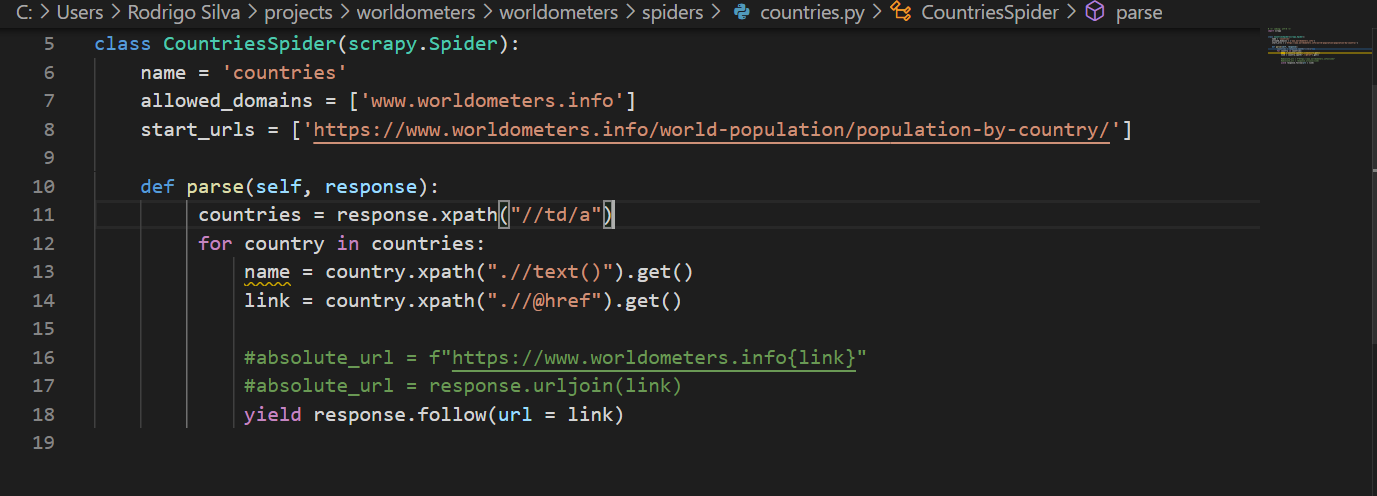 C: > Users > Rodrigo Silva > projects > worldometers > worldometers > spiders > countries.py > CountriesSpider > parse
5 class CountriesSpider(scrapy.Spider):
6     name = 'countries'
7     allowed_domains = ['www.worldometers.info']
8     start_urls = ['https://www.worldometers.info/world-population/population-by-country/']
9
10     def parse(self, response):
11         countries = response.xpath("//td/a")
12         for country in countries:
13             name = country.xpath(".//text()").get()
14             link = country.xpath(".//@href").get()
15
16             #absolute_url = f"https://www.worldometers.info{link}"
17             #absolute_url = response.urljoin(link)
18             yield response.follow(url = link)
19